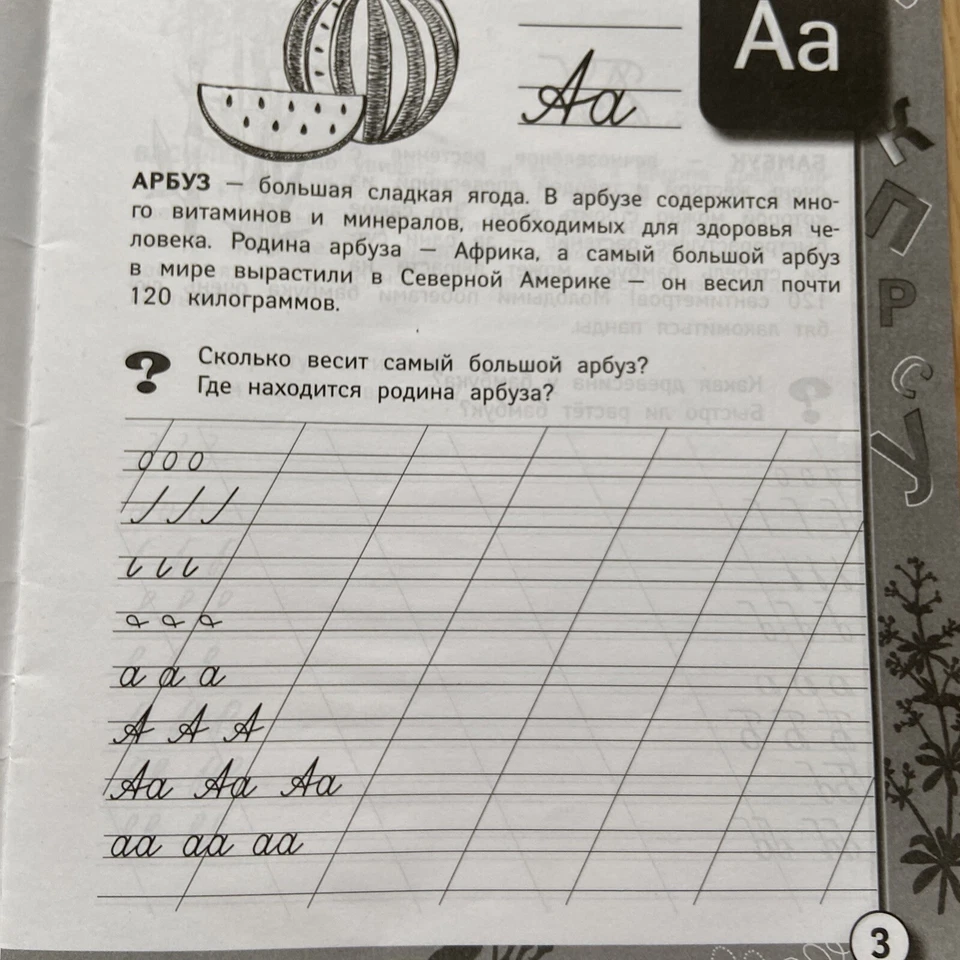 Аа
Аа
АРБУЗ — большая сладкая ягода. В арбузе содержится мно-
го витаминов и минералов, необходимых для здоровья че-
ловека. Родина арбуза — Африка, а самый большой арбуз
в мире вырастили в Северной Америке — он весил почти
120 килограммов.
? Сколько весит самый большой арбуз?
Где находится родина арбуза?
а а а
А А А
Аа Аа Аа
аа аа аа
К
П
Р
С
У
3